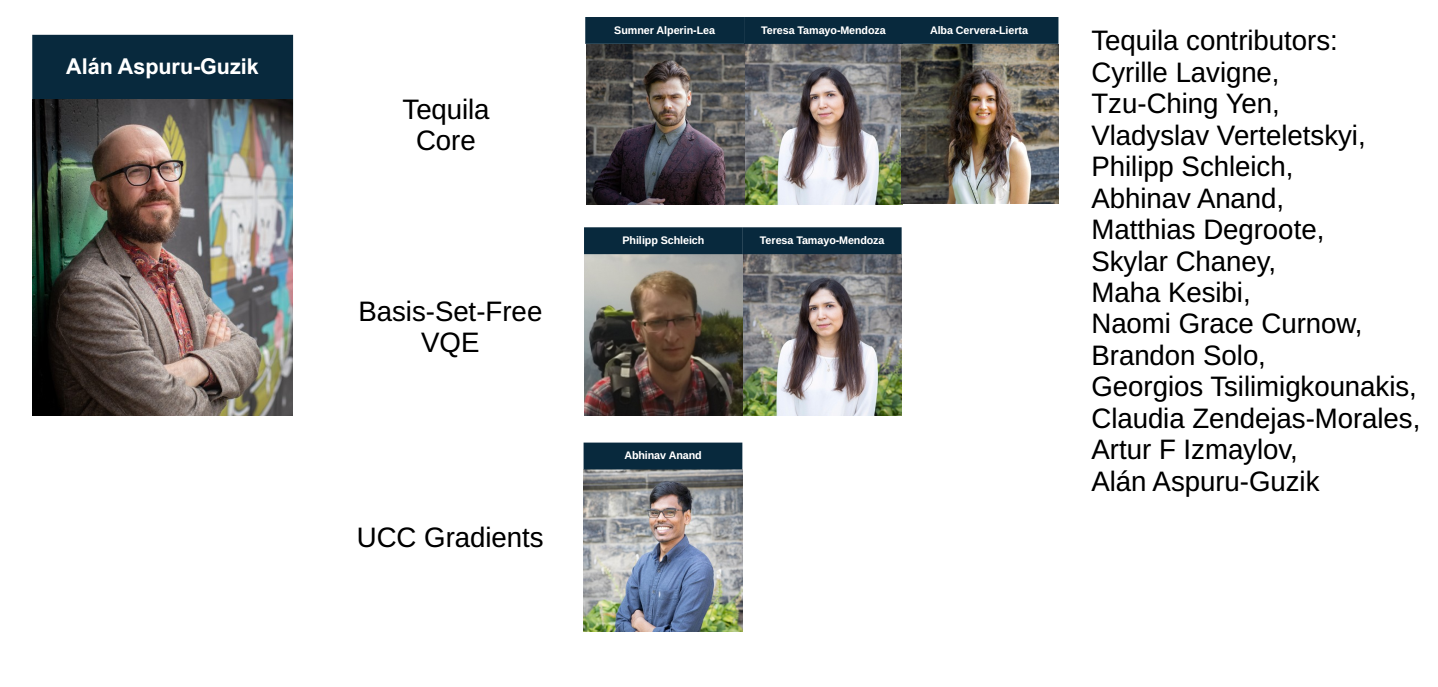 Alán Aspuru-Guzik
Tequila
Core
Sumner Alperin-Lea
Teresa Tamayo-Mendoza
Alba Cervera-Lierta
Basis-Set-Free
VQE
Philipp Schleich
Teresa Tamayo-Mendoza
UCC Gradients
Abhinav Anand
Tequila contributors:
Cyrille Lavigne,
Tzu-Ching Yen,
Vladyslav Verteletskyi,
Philipp Schleich,
Abhinav Anand,
Matthias Degroote,
Skylar Chaney,
Maha Kesibi,
Naomi Grace Curnow,
Brandon Solo,
Georgios Tsilimigkounakis,
Claudia Zendejas-Morales,
Artur F Izmaylov,
Alán Aspuru-Guzik